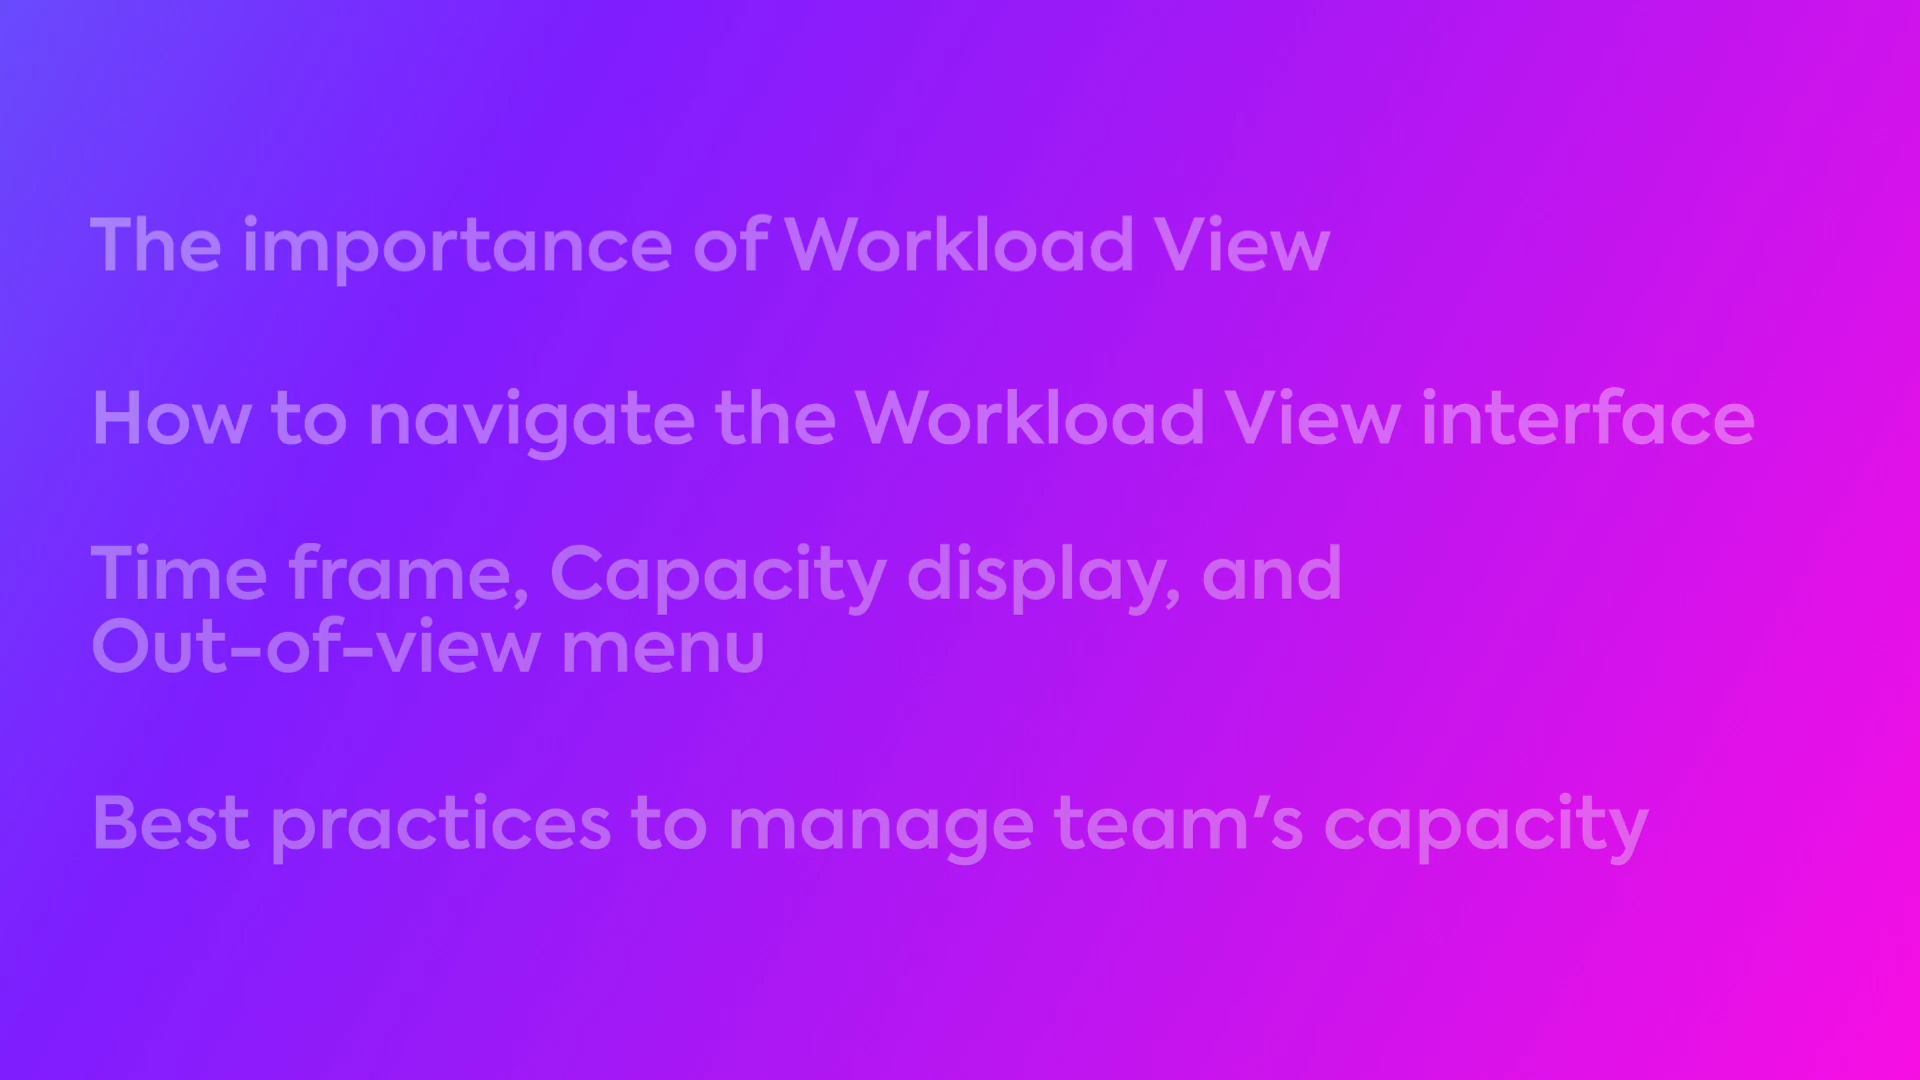 The importance of Workload View
How to navigate the Workload View interface
Time frame, Capacity display, and
Out-of-view menu
Best practices to manage team's capacity